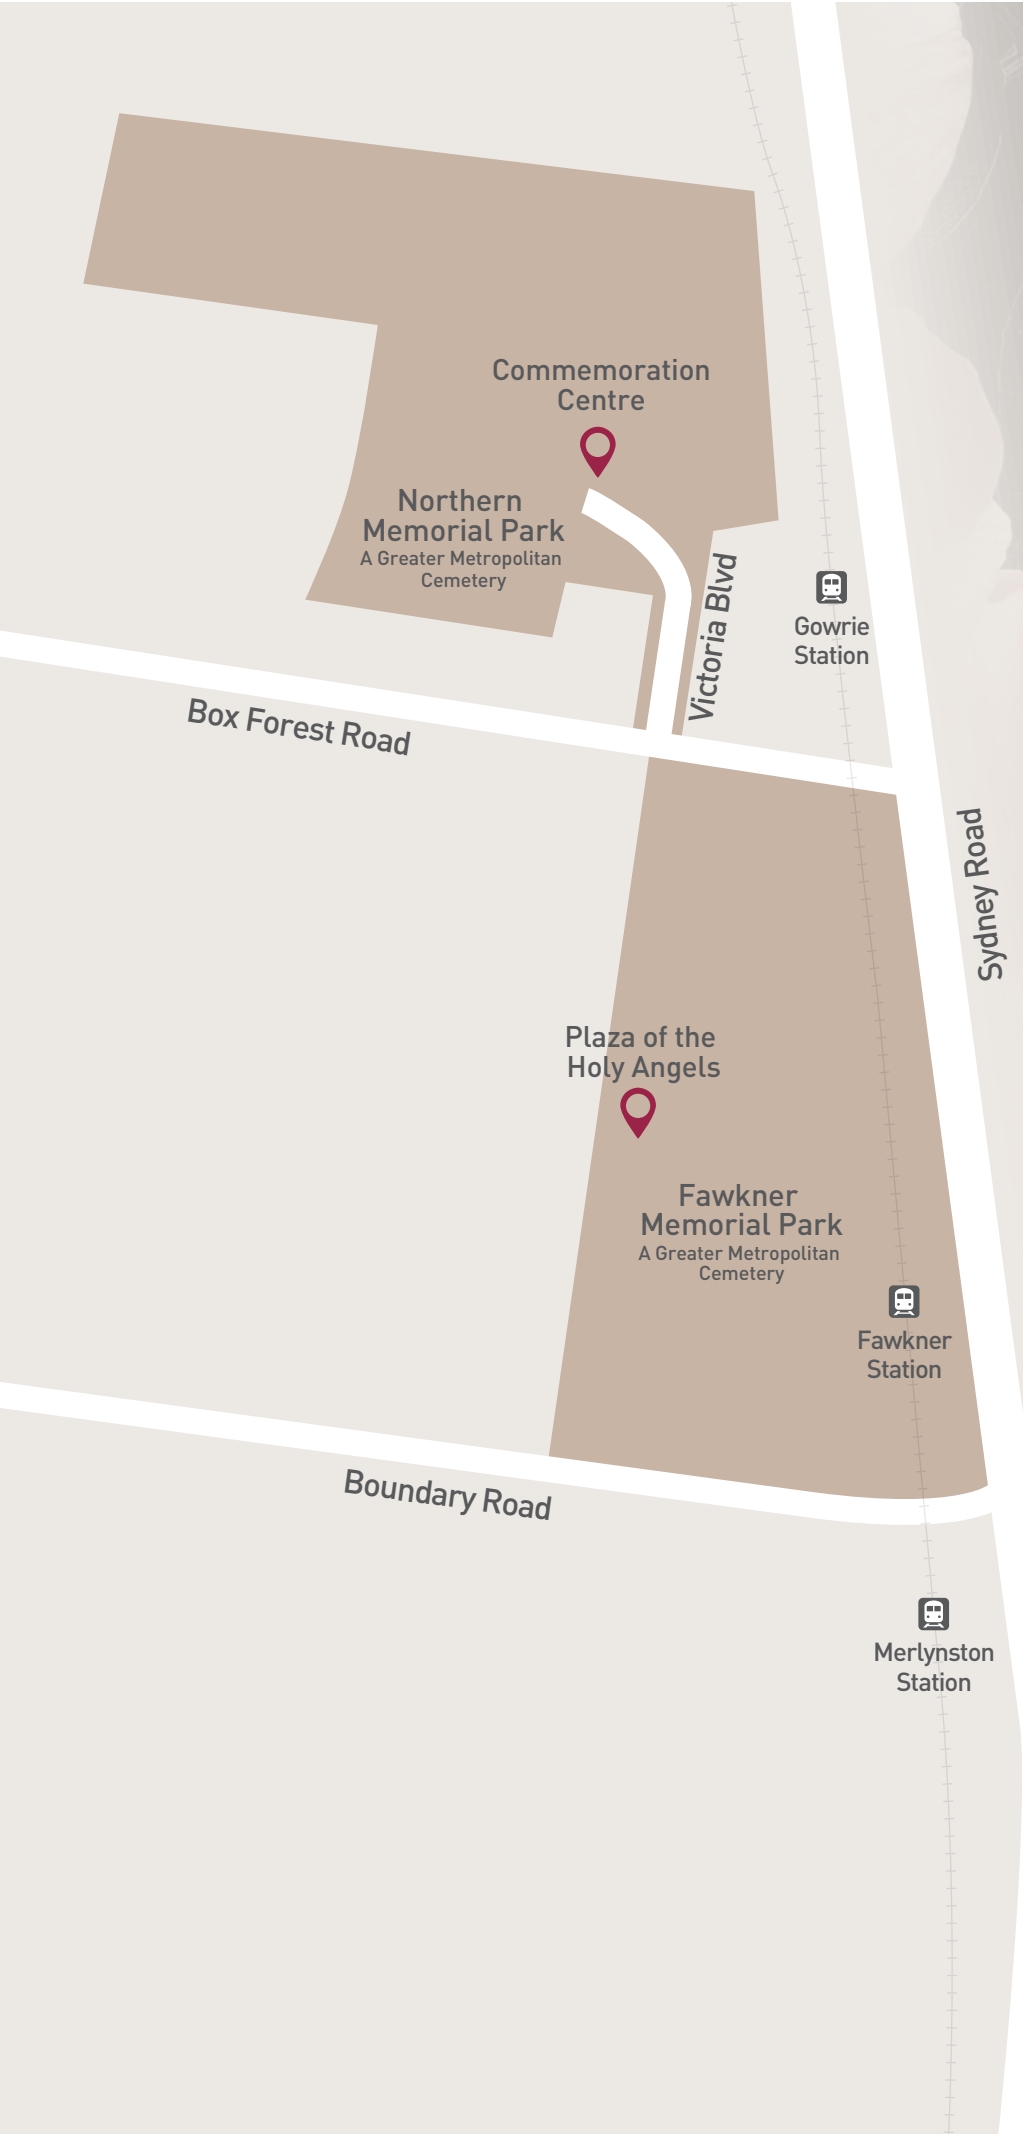 Commemoration
Centre
Northern
Memorial Park
A Greater Metropolitan
Cemetery
Victoria Blvd
Gowrie
Station
Box Forest Road
Sydney Road
Plaza of the
Holy Angels
Fawkner
Memorial Park
A Greater Metropolitan
Cemetery
Fawkner
Station
Boundary Road
Merlynston
Station